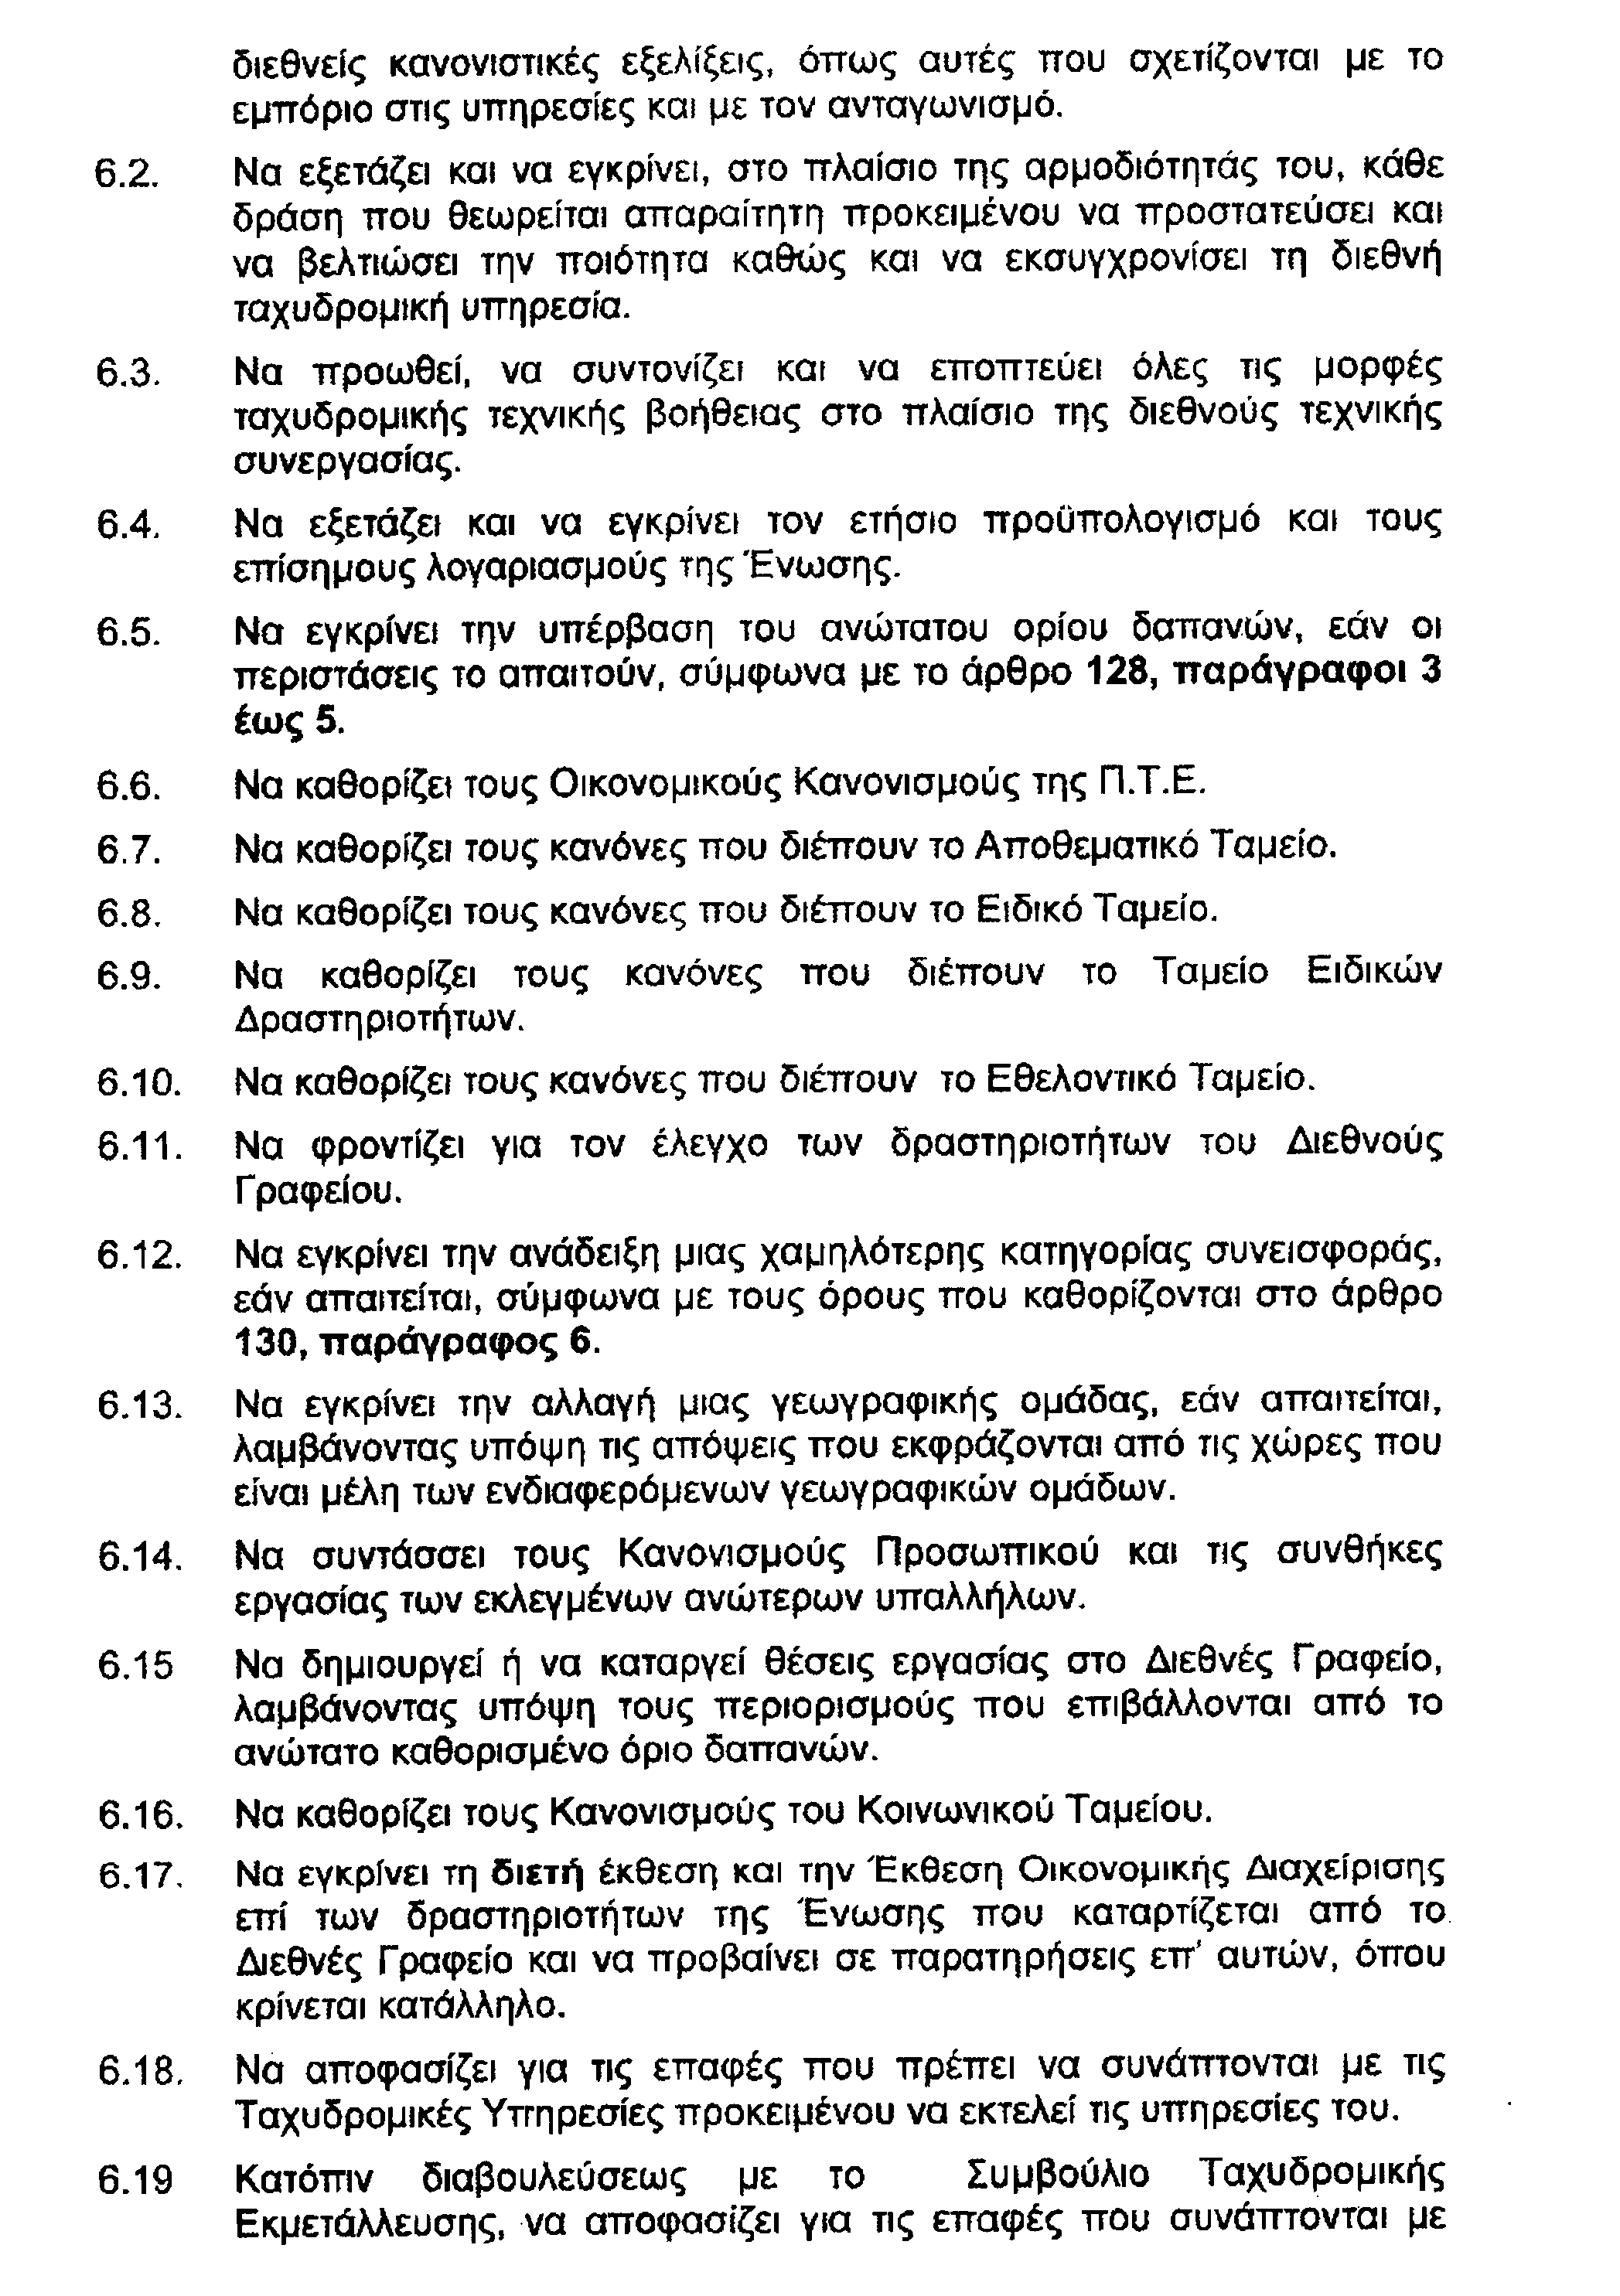 διεθνείς κανονιστικές εξελίξεις, όπως αυτές που σχετίζονται με το
εμπόριο στις υπηρεσίες και με τον ανταγωνισμό.
6.2. Να εξετάζει και να εγκρίνει, στο πλαίσιο της αρμοδιότητάς του, κάθε
δράση που θεωρείται απαραίτητη προκειμένου να προστατεύσει και
να βελτιώσει την ποιότητα καθώς και να εκσυγχρονίσει τη διεθνή
ταχυδρομική υπηρεσία.
6.3. Να προωθεί, να συντονίζει και να εποπτεύει όλες τις μορφές
ταχυδρομικής τεχνικής βοήθειας στο πλαίσιο της διεθνούς τεχνικής
συνεργασίας.
6.4. Να εξετάζει και να εγκρίνει τον ετήσιο προϋπολογισμό και τους
επίσημους λογαριασμούς της Ένωσης.
6.5. Να εγκρίνει την υπέρβαση του ανώτατου ορίου δαπανών, εάν οι
περιστάσεις το απαιτούν, σύμφωνα με το άρθρο 128, παράγραφοι 3
έως 5.
6.6. Να καθορίζει τους Οικονομικούς Κανονισμούς της Π.Τ.Ε.
6.7. Να καθορίζει τους κανόνες που διέπουν το Αποθεματικό Ταμείο.
6.8. Να καθορίζει τους κανόνες που διέπουν το Ειδικό Ταμείο.
6.9. Να καθορίζει τους κανόνες που διέπουν το Ταμείο Ειδικών
Δραστηριοτήτων.
6.10. Να καθορίζει τους κανόνες που διέπουν το Εθελοντικό Ταμείο.
6.11. Να φροντίζει για τον έλεγχο των δραστηριοτήτων του Διεθνούς
Γραφείου.
6.12. Να εγκρίνει την ανάδειξη μιας χαμηλότερης κατηγορίας συνεισφοράς,
εάν απαιτείται, σύμφωνα με τους όρους που καθορίζονται στο άρθρο
130, παράγραφος 6.
6.13. Να εγκρίνει την αλλαγή μιας γεωγραφικής ομάδας, εάν απαιτείται,
λαμβάνοντας υπόψη τις απόψεις που εκφράζονται από τις χώρες που
είναι μέλη των ενδιαφερόμενων γεωγραφικών ομάδων.
6.14. Να συντάσσει τους Κανονισμούς Προσωπικού και τις συνθήκες
εργασίας των εκλεγμένων ανώτερων υπαλλήλων.
6.15 Να δημιουργεί ή να καταργεί θέσεις εργασίας στο Διεθνές Γραφείο,
λαμβάνοντας υπόψη τους περιορισμούς που επιβάλλονται από το
ανώτατο καθορισμένο όριο δαπανών.
6.16. Να καθορίζει τους Κανονισμούς του Κοινωνικού Ταμείου.
6.17. Να εγκρίνει τη διετή έκθεση και την Έκθεση Οικονομικής Διαχείρισης
επί των δραστηριοτήτων της Ένωσης που καταρτίζεται από το
Διεθνές Γραφείο και να προβαίνει σε παρατηρήσεις επ' αυτών, όπου
κρίνεται κατάλληλο.
6.18. Να αποφασίζει για τις επαφές που πρέπει να συνάπτονται με τις
Ταχυδρομικές Υπηρεσίες προκειμένου να εκτελεί τις υπηρεσίες του.
6.19 Κατόπιν διαβουλεύσεως με το Συμβούλιο Ταχυδρομικής
Εκμετάλλευσης, να αποφασίζει για τις επαφές που συνάπτονται με